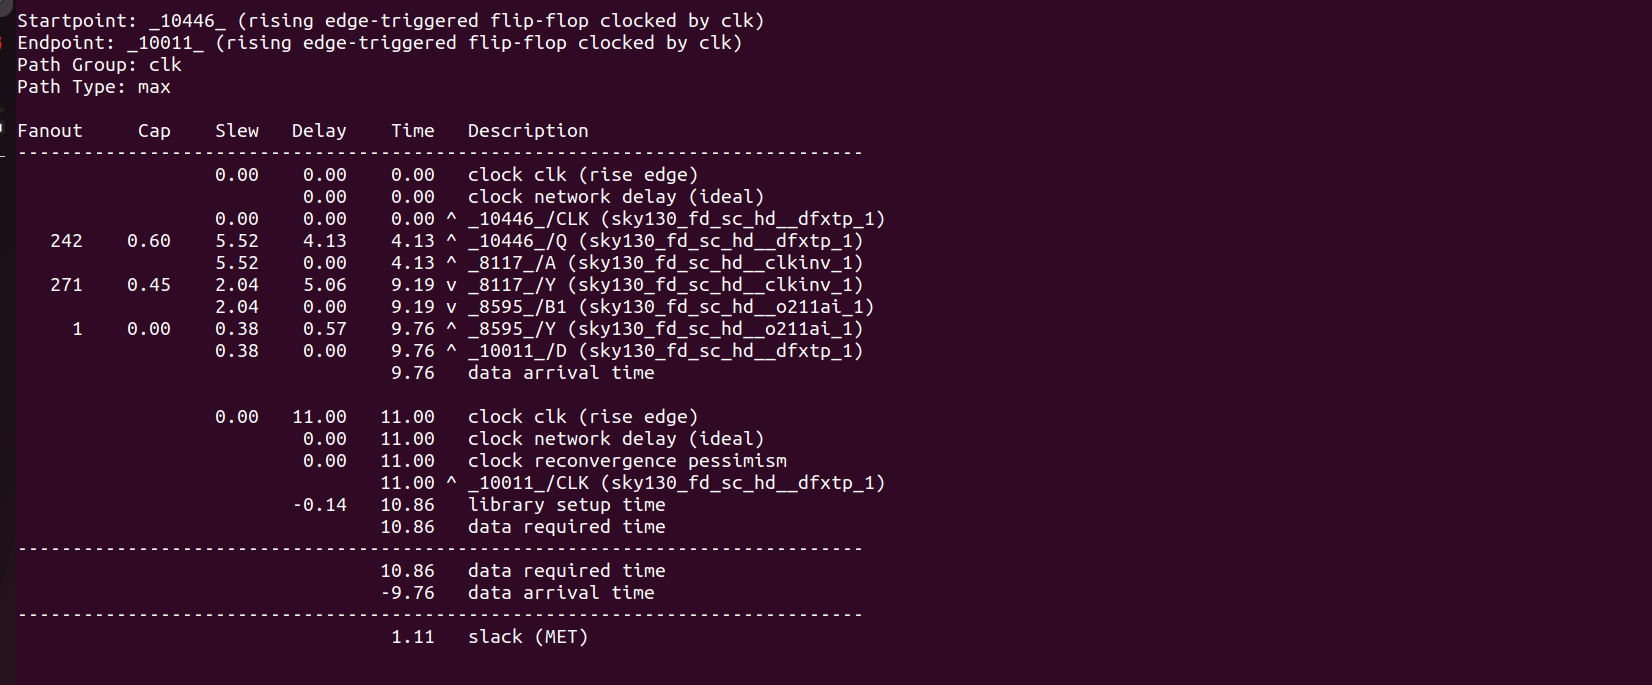 Startpoint: _10446_ (rising edge-triggered flip-flop clocked by clk)
Endpoint: _10011_ (rising edge-triggered flip-flop clocked by clk)
Path Group: clk
Path Type: max

Fanout     Cap    Slew   Delay    Time   Description
-----------------------------------------------------------------------------
                  0.00    0.00    0.00   clock clk (rise edge)
                          0.00    0.00   clock network delay (ideal)
                  0.00    0.00    0.00 ^ _10446_/CLK (sky130_fd_sc_hd__dfxtp_1)
   242    0.60    5.52    4.13    4.13 ^ _10446_/Q (sky130_fd_sc_hd__dfxtp_1)
                  5.52    0.00    4.13 ^ _8117_/A (sky130_fd_sc_hd__clkinv_1)
   271    0.45    2.04    5.06    9.19 v _8117_/Y (sky130_fd_sc_hd__clkinv_1)
                  2.04    0.00    9.19 v _8595_/B1 (sky130_fd_sc_hd__o211ai_1)
     1    0.00    0.38    0.57    9.76 ^ _8595_/Y (sky130_fd_sc_hd__o211ai_1)
                  0.38    0.00    9.76 ^ _10011_/D (sky130_fd_sc_hd__dfxtp_1)
                                  9.76   data arrival time

                  0.00   11.00   11.00   clock clk (rise edge)
                          0.00   11.00   clock network delay (ideal)
                          0.00   11.00   clock reconvergence pessimism
                                 11.00 ^ _10011_/CLK (sky130_fd_sc_hd__dfxtp_1)
                         -0.14   10.86   library setup time
                                 10.86   data required time
-----------------------------------------------------------------------------
                                 10.86   data required time
                                 -9.76   data arrival time
-----------------------------------------------------------------------------
                                  1.11   slack (MET)